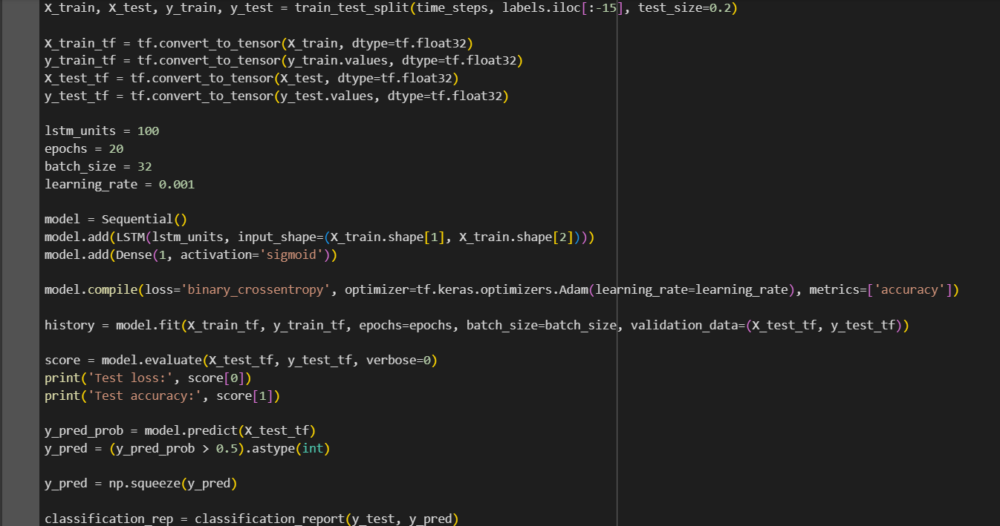 X_train, X_test, y_train, y_test = train_test_split(time_steps, labels.iloc[:-15], test_size=0.2)
X_train_tf = tf.convert_to_tensor(X_train, dtype=tf.float32)
y_train_tf = tf.convert_to_tensor(y_train.values, dtype=tf.float32)
X_test_tf = tf.convert_to_tensor(X_test, dtype=tf.float32)
y_test_tf = tf.convert_to_tensor(y_test.values, dtype=tf.float32)
lstm_units = 100
epochs = 20
batch_size = 32
learning_rate = 0.001
model = Sequential()
model.add(LSTM(lstm_units, input_shape=(X_train.shape[1], X_train.shape[2])))
model.add(Dense(1, activation='sigmoid'))
model.compile(loss='binary_crossentropy', optimizer=tf.keras.optimizers.Adam(learning_rate=learning_rate), metrics=['accuracy'])
history = model.fit(X_train_tf, y_train_tf, epochs=epochs, batch_size=batch_size, validation_data=(X_test_tf, y_test_tf))
score = model.evaluate(X_test_tf, y_test_tf, verbose=0)
print('Test loss:', score[0])
print('Test accuracy:', score[1])
y_pred_prob = model.predict(X_test_tf)
y_pred = (y_pred_prob > 0.5).astype(int)
y_pred = np.squeeze(y_pred)
classification_rep = classification_report(y_test, y_pred)